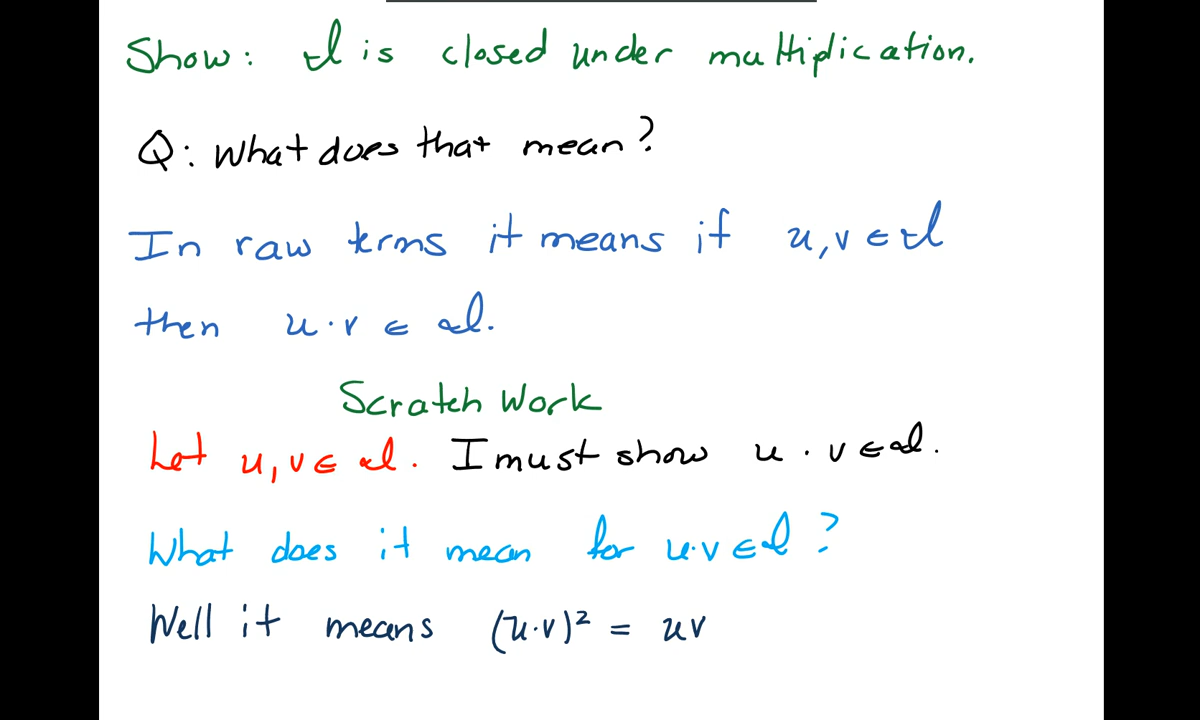 Show: I is closed under multiplication.
Q: What does that mean?
In raw terms it means if u, v ∈ I
then u · v ∈ I.
Scratch Work
Let u, v ∈ I. I must show u · v ∈ I.
What does it mean for u·v ∈ I?
Well it means (u·v)² = uv